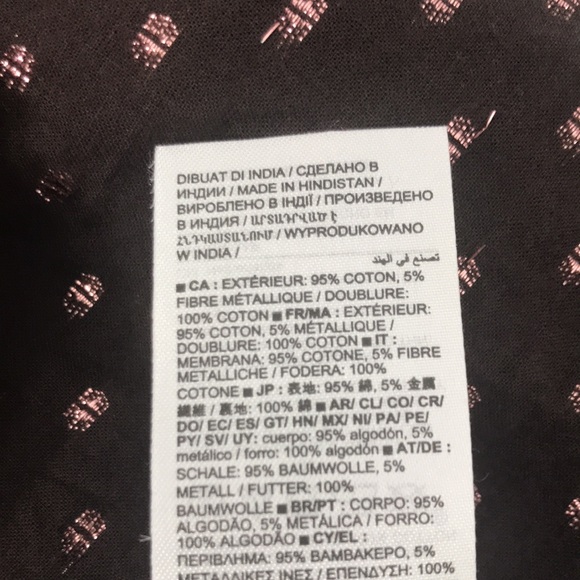 DIBUAT DI INDIA / СДЕЛАНО В
ИНДИИ / MADE IN HINDISTAN /
ВИРОБЛЕНО В ІНДІЇ / ПРОИЗВЕДЕНО
В ИНДИЯ / ԱՐՏԱԴՐՎԱԾ Է
ՀՆԴԿԱՍՏԱՆՈՒՄ / WYPRODUKOWANO
W INDIA /
تصنع في الهند
■ CA : EXTÉRIEUR: 95% COTON, 5%
FIBRE MÉTALLIQUE / DOUBLURE:
100% COTON ■ FR/MA : EXTÉRIEUR:
95% COTON, 5% MÉTALLIQUE /
DOUBLURE: 100% COTON ■ IT :
MEMBRANA: 95% COTONE, 5% FIBRE
METALLICHE / FODERA: 100%
COTONE ■ JP : 表地: 95% 綿, 5% 金属
繊維 / 裏地: 100% 綿 ■ AR/ CL/ CO/ CR/
DO/ EC/ ES/ GT/ HN/ MX/ NI/ PA/ PE/
PY/ SV/ UY: cuerpo: 95% algodón, 5%
metálico / forro: 100% algodón ■ AT/DE :
SCHALE: 95% BAUMWOLLE, 5%
METALL / FUTTER: 100%
BAUMWOLLE ■ BR/PT : CORPO: 95%
ALGODÃO, 5% METÁLICA / FORRO:
100% ALGODÃO ■ CY/EL :
ΠΕΡΙΒΛΗΜΑ: 95% ΒΑΜΒΑΚΕΡΟ, 5%
ΜΕΤΑΛΛΙΚΕΣ ΙΝΕΣ / ΕΠΕΝΔΥΣΗ: 100%